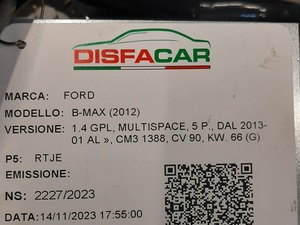 DISFACAR
MARCA: FORD
MODELLO: B-MAX (2012)
VERSIONE: 1.4 GPL, MULTISPACE, 5 P., DAL 2013-
01 AL », CM3 1388, CV 90, KW. 66 (G)
P5: RTJE
EMISSIONE:
NS: 2227/2023
DATA:14/11/2023 17:55:00